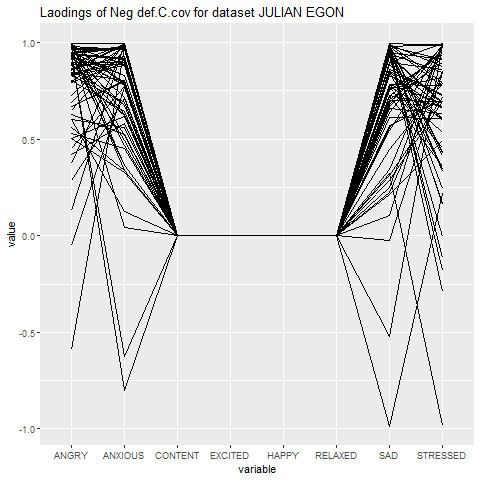 Laodings of Neg def.C.cov for dataset JULIAN EGON
1.0
0.5
0.0
-0.5
-1.0
value
ANGRY ANXIOUS CONTENT EXCITED HAPPY RELAXED SAD STRESSED
variable